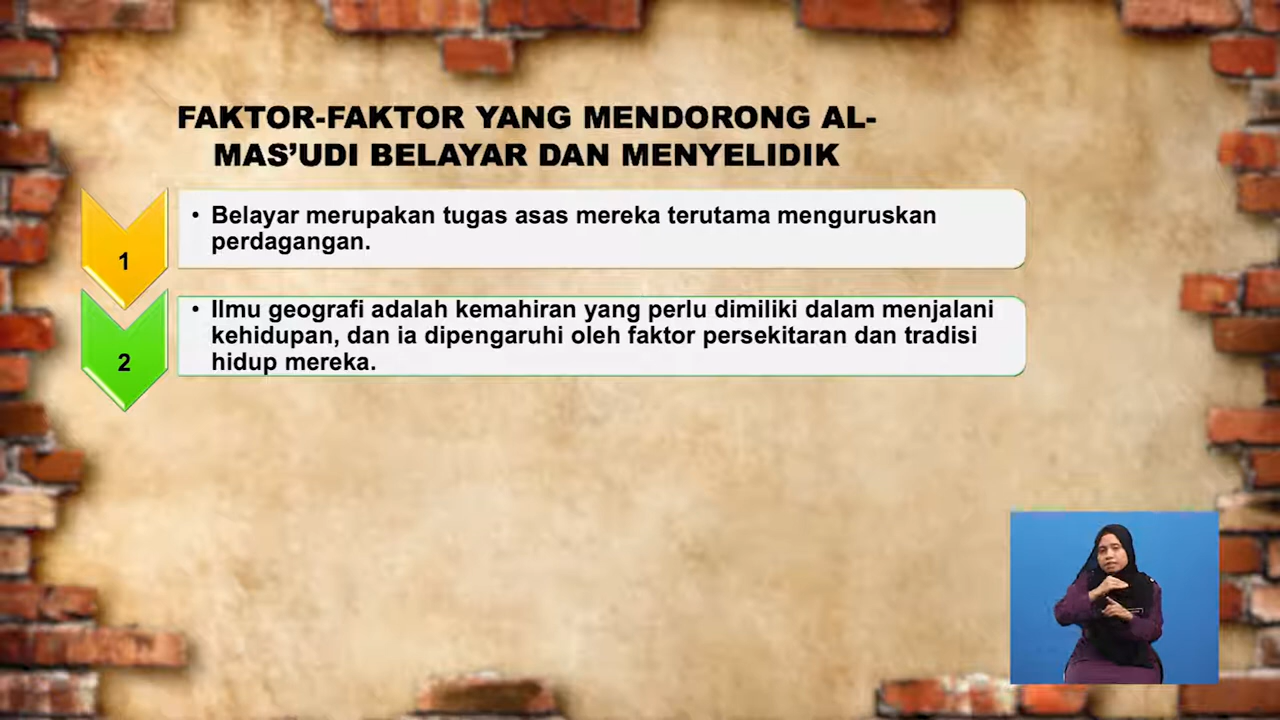 FAKTOR-FAKTOR YANG MENDORONG AL-
MAS’UDI BELAYAR DAN MENYELIDIK
1
• Belayar merupakan tugas asas mereka terutama menguruskan
perdagangan.
2
• Ilmu geografi adalah kemahiran yang perlu dimiliki dalam menjalani
kehidupan, dan ia dipengaruhi oleh faktor persekitaran dan tradisi
hidup mereka.